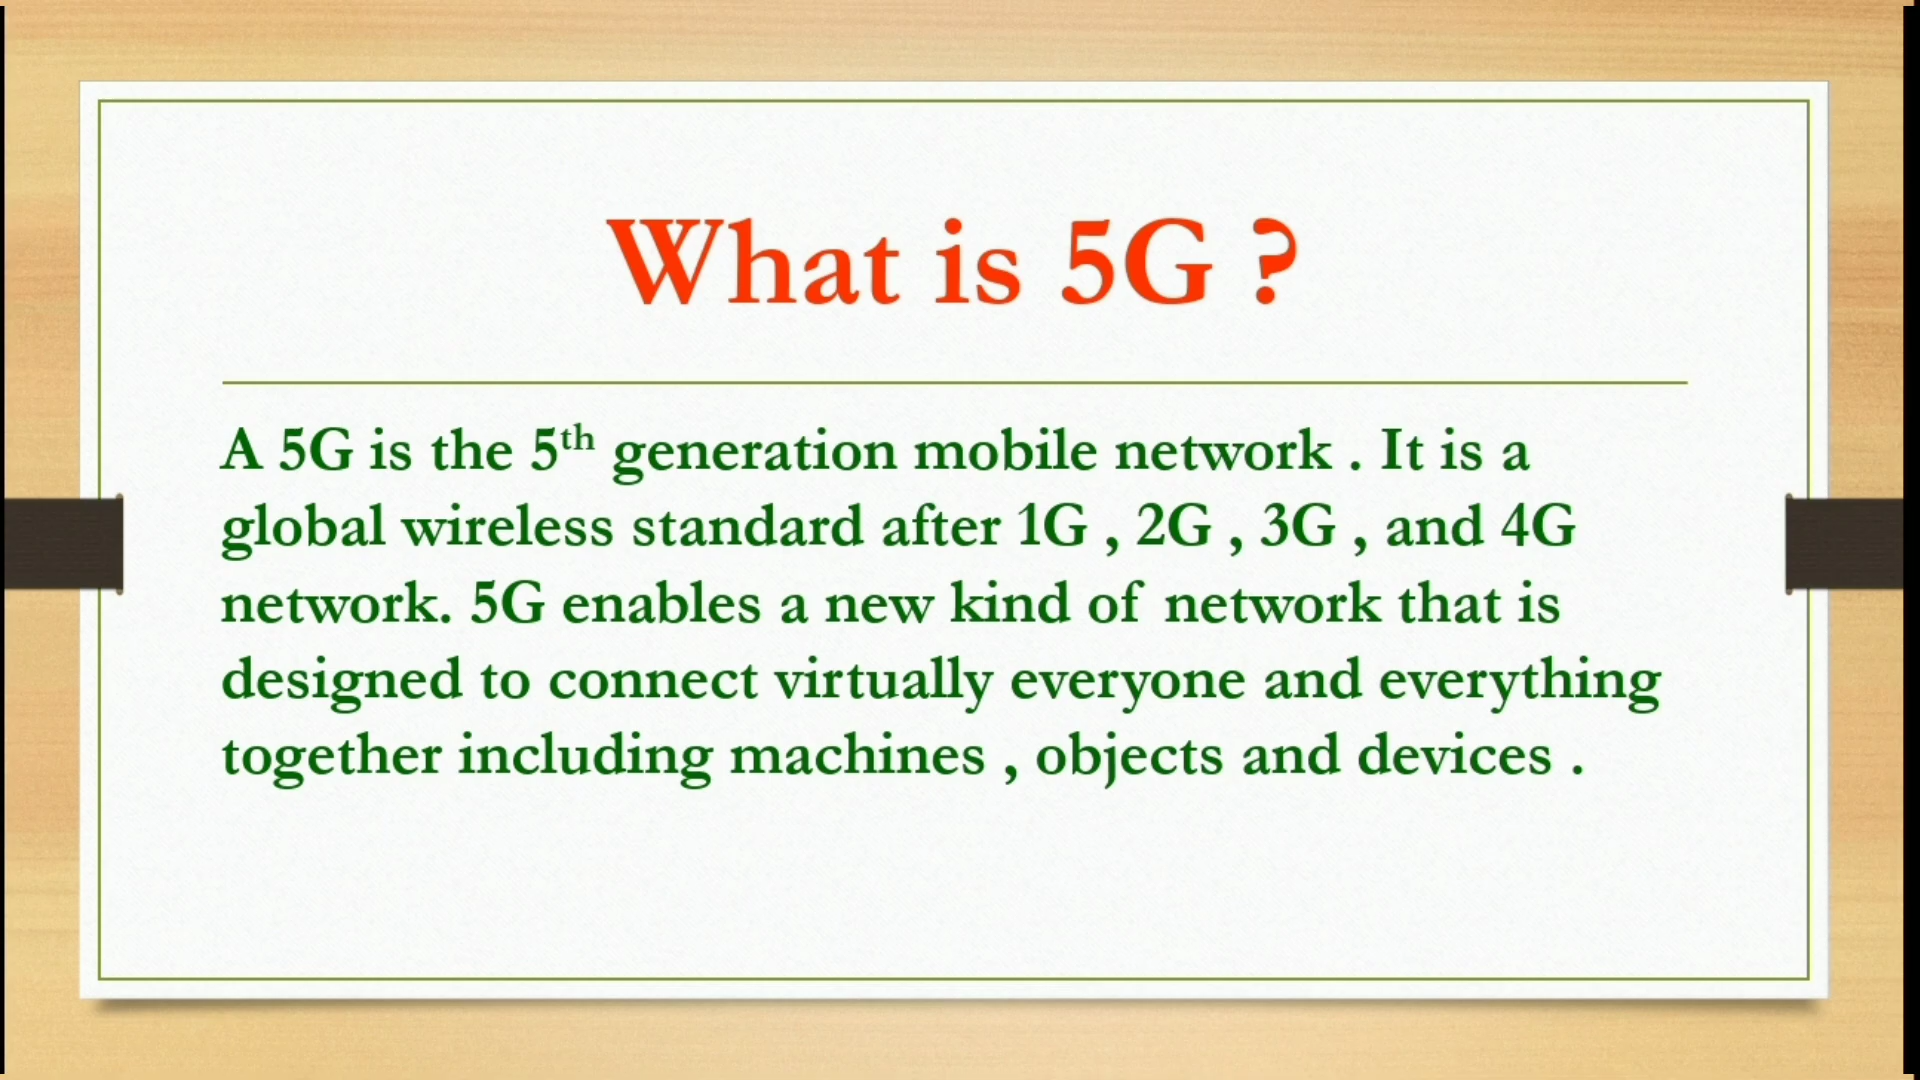 What is 5G ?
A 5G is the 5th generation mobile network . It is a
global wireless standard after 1G , 2G , 3G , and 4G
network. 5G enables a new kind of network that is
designed to connect virtually everyone and everything
together including machines , objects and devices .